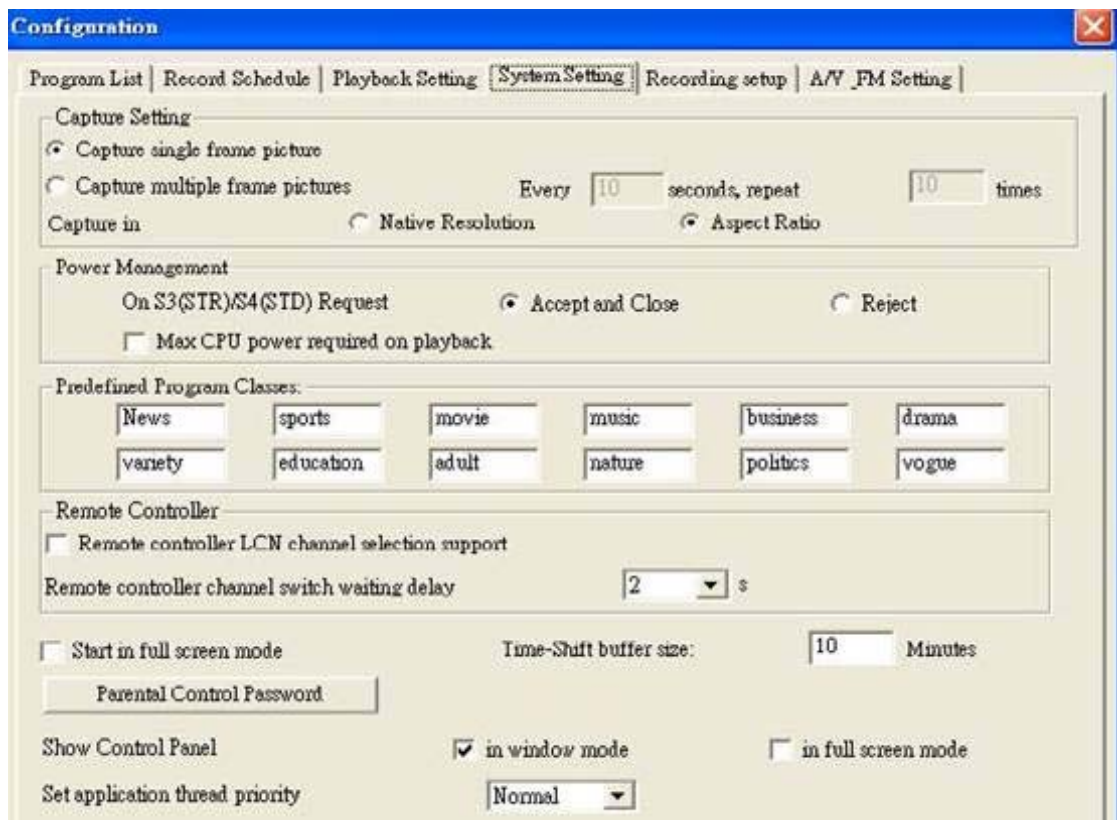 Configuration
Program List Record Schedule Playback Setting System Setting Recording setup A/V_FM Setting
Capture Setting
Capture single frame picture
Capture multiple frame pictures Every 10 seconds, repeat 10 times
Capture in Native Resolution Aspect Ratio
Power Management
On S3(STR)/S4(STD) Request Accept and Close Reject
Max CPU power required on playback
Predefined Program Classes:
News sports movie music business drama
variety education adult nature politics vogue
Remote Controller
Remote controller LCN channel selection support
Remote controller channel switch waiting delay 2 s
Start in full screen mode Time-Shift buffer size: 10 Minutes
Parental Control Password
Show Control Panel in window mode in full screen mode
Set application thread priority Normal